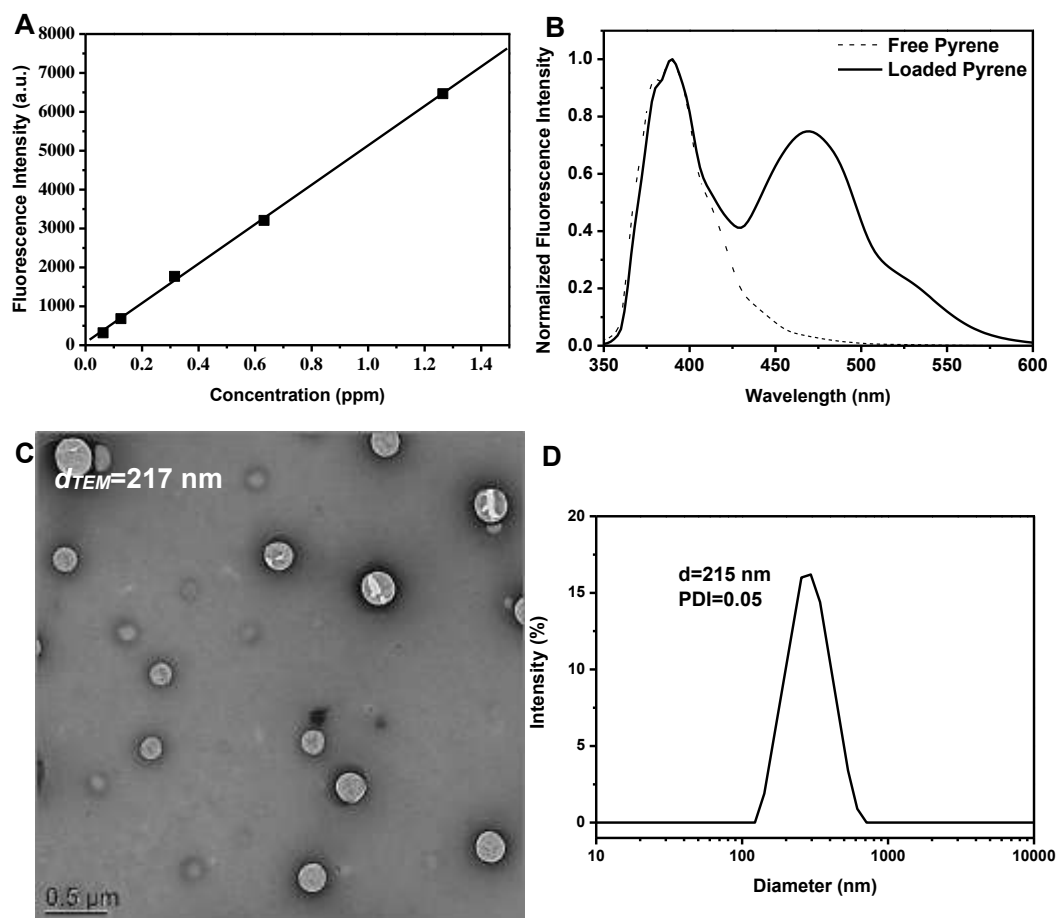 A
Fluorescence Intensity (a.u.)
8000
7000
6000
5000
4000
3000
2000
1000
0
0.0 0.2 0.4 0.6 0.8 1.0 1.2 1.4
Concentration (ppm)
B
Normalized Fluorescence Intensity
Free Pyrene
Loaded Pyrene
1.0
0.8
0.6
0.4
0.2
0.0
350 400 450 500 550 600
Wavelength (nm)
C
dTEM=217 nm
0.5 µm
D
Intensity (%)
20
15
10
5
0
d=215 nm
PDI=0.05
10 100 1000 10000
Diameter (nm)